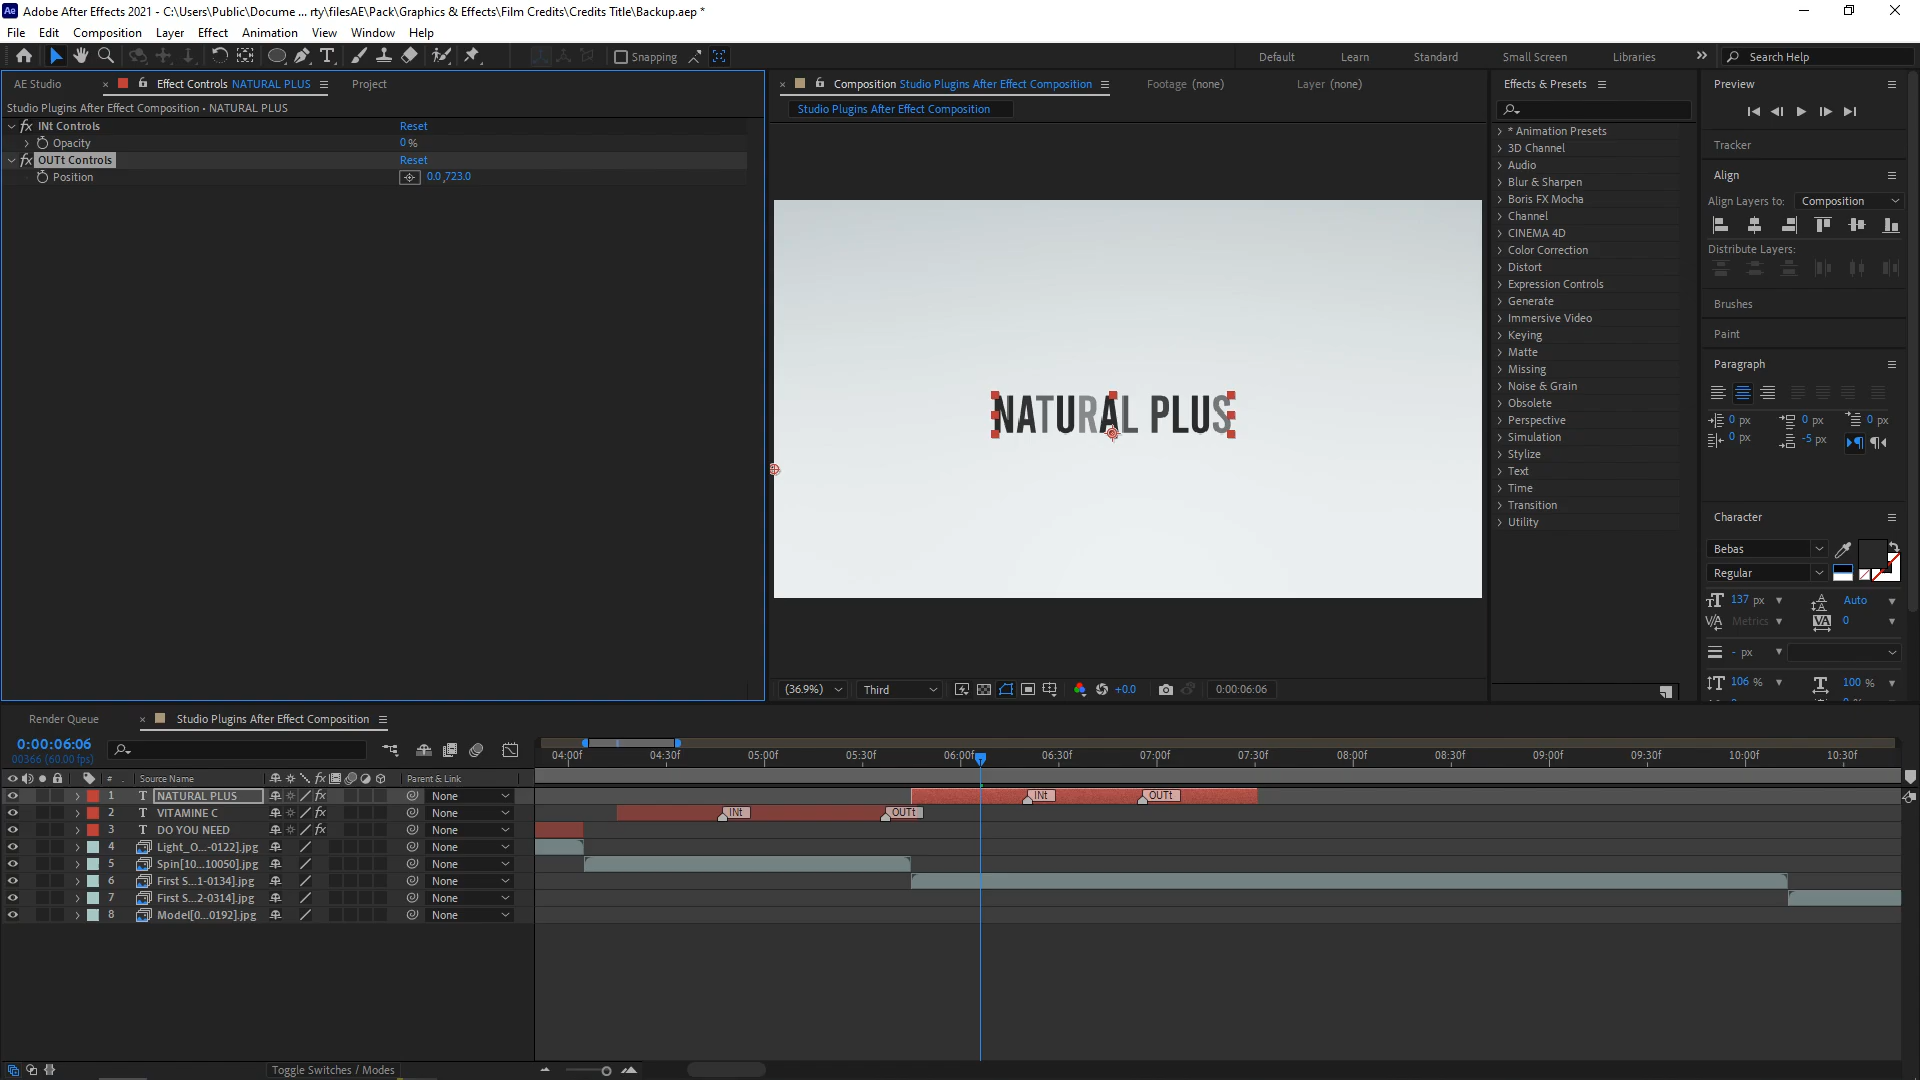 Adobe After Effects 2021 - C:\Users\Public\Docume ... rty\filesAE\Pack\Graphics & Effects\Film Credits\Credits Title\Backup.aep *
File Edit Composition Layer Effect Animation View Window Help
Snapping Default Learn Standard Small Screen Libraries Search Help
AE Studio Effect Controls NATURAL PLUS Project
Studio Plugins After Effect Composition • NATURAL PLUS
fx INt Controls Reset
Opacity 0 %
fx OUTt Controls Reset
Position 0.0 ,723.0
Composition Studio Plugins After Effect Composition Footage (none) Layer (none)
Studio Plugins After Effect Composition
NATURAL PLUS
(36.9%) Third +0.0 0:00:06:06
Effects & Presets
* Animation Presets
3D Channel
Audio
Blur & Sharpen
Boris FX Mocha
Channel
CINEMA 4D
Color Correction
Distort
Expression Controls
Generate
Immersive Video
Keying
Matte
Missing
Noise & Grain
Obsolete
Perspective
Simulation
Stylize
Text
Time
Transition
Utility
Preview
Tracker
Align
Align Layers to: Composition
Distribute Layers:
Brushes
Paint
Paragraph
0 px 0 px 0 px
0 px -5 px
Character
Bebas
Regular
137 px Auto
Metrics 0
- px
106 % 100 %
Render Queue Studio Plugins After Effect Composition
0:00:06:06
00366 (60.00 fps)
04:00f 04:30f 05:00f 05:30f 06:00f 06:30f 07:00f 07:30f 08:00f 08:30f 09:00f 09:30f 10:00f 10:30f
# Source Name fx Parent & Link
1 T NATURAL PLUS fx None INt OUTt
2 T VITAMINE C fx None INt OUTt
3 T DO YOU NEED fx None
4 Light_O...-0122].jpg None
5 Spin[10...10050].jpg None
6 First S...1-0134].jpg None
7 First S...2-0314].jpg None
8 Model[0...0192].jpg None
Toggle Switches / Modes